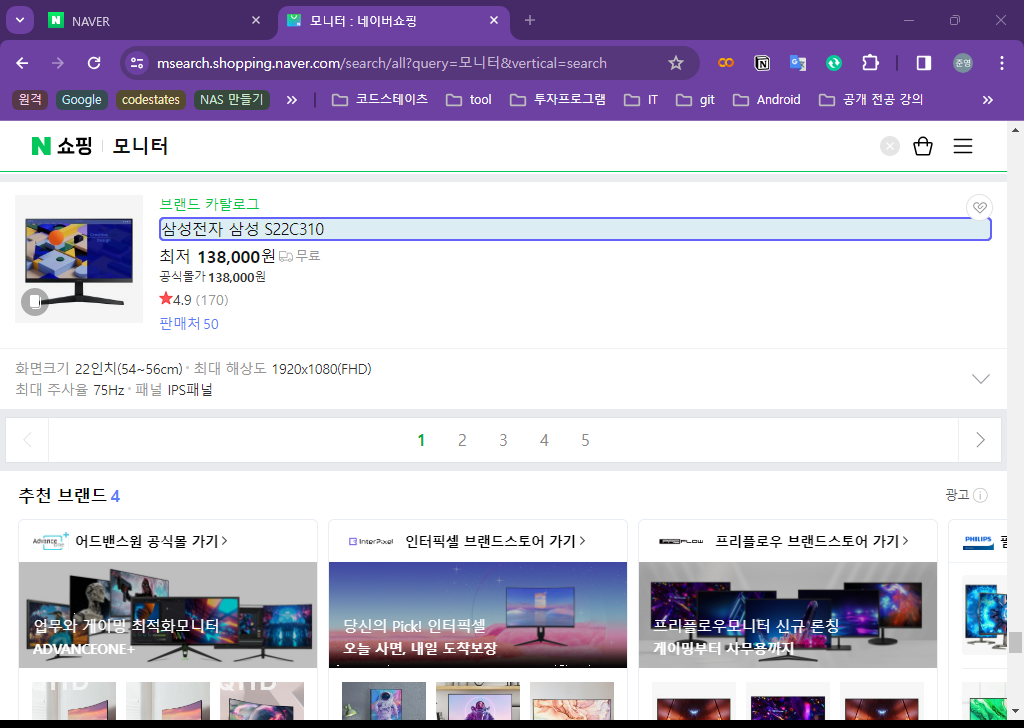 NAVER
모니터 : 네이버쇼핑
msearch.shopping.naver.com/search/all?query=모니터&vertical=search
준영
원격
Google
codestates
NAS 만들기
코드스테이츠
tool
투자프로그램
IT
git
Android
공개 전공 강의
N 쇼핑
모니터
브랜드 카탈로그
삼성전자 삼성 S22C310
최저 138,000원 무료
공식몰가 138,000원
4.9 (170)
판매처 50
화면크기 22인치(54~56cm) · 최대 해상도 1920x1080(FHD)
최대 주사율 75Hz · 패널 IPS패널
1 2 3 4 5
추천 브랜드 4
광고
Advance
어드밴스원 공식몰 가기
InterPixel
인터픽셀 브랜드스토어 가기
프리플로우 브랜드스토어 가기
PHILIPS
업무와 게이밍 최적화모니터
ADVANCEONE+
당신의 Pick! 인터픽셀
오늘 사면, 내일 도착보장
프리플로우모니터 신규 론칭
게이밍부터 사무용까지
QHD